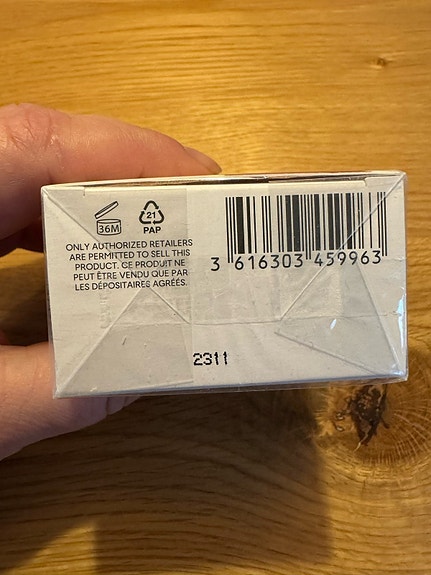 36M
21
PAP
ONLY AUTHORIZED RETAILERS
ARE PERMITTED TO SELL THIS
PRODUCT. CE PRODUIT NE
PEUT ÊTRE VENDU QUE PAR
LES DÉPOSITAIRES AGRÉÉS.
3 616303 459963
2311